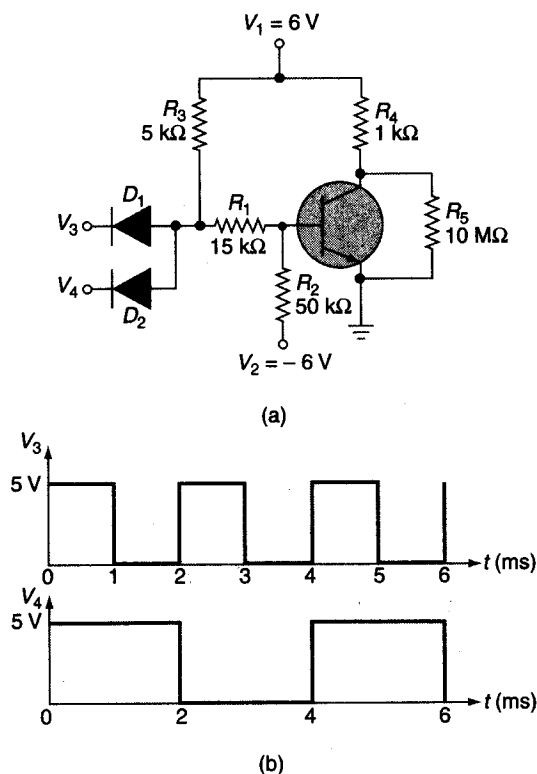 V1 = 6 V
R3
5 kΩ
R4
1 kΩ
D1
V3
R1
15 kΩ
R5
10 MΩ
V4
D2
R2
50 kΩ
V2 = – 6 V
(a)
V3
5 V
0 1 2 3 4 5 6 t (ms)
V4
5 V
0 2 4 6 t (ms)
(b)